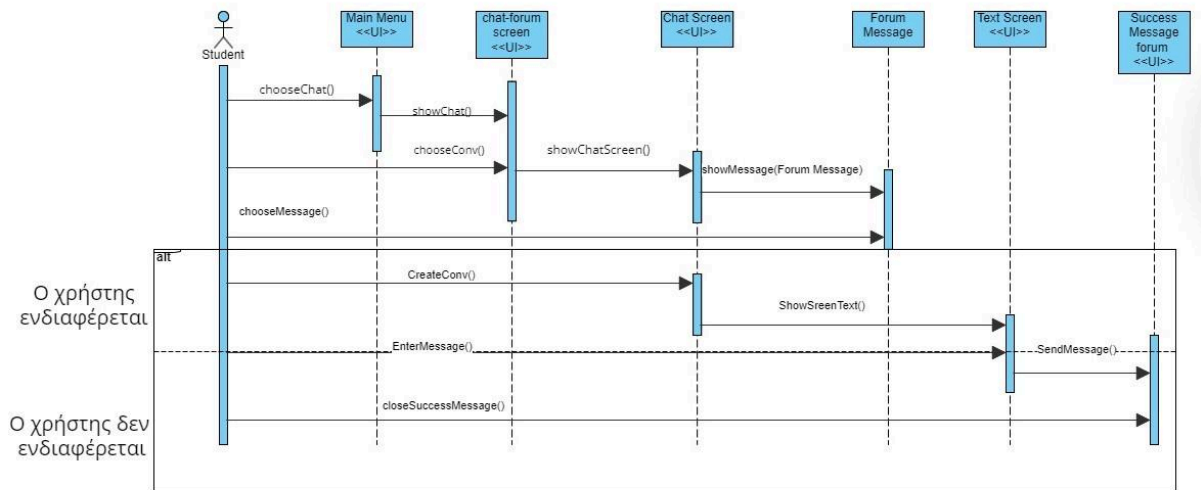 Student
Main Menu
<<UI>>
chat-forum
screen
<<UI>>
Chat Screen
<<UI>>
Forum
Message
Text Screen
<<UI>>
Success
Message
forum
<<UI>>
chooseChat()
showChat()
chooseConv()
showChatScreen()
showMessage(Forum Message)
chooseMessage()
alt
CreateConv()
Ο χρήστης
ενδιαφέρεται
ShowSreenText()
EnterMessage()
SendMessage()
closeSuccessMessage()
Ο χρήστης δεν
ενδιαφέρεται